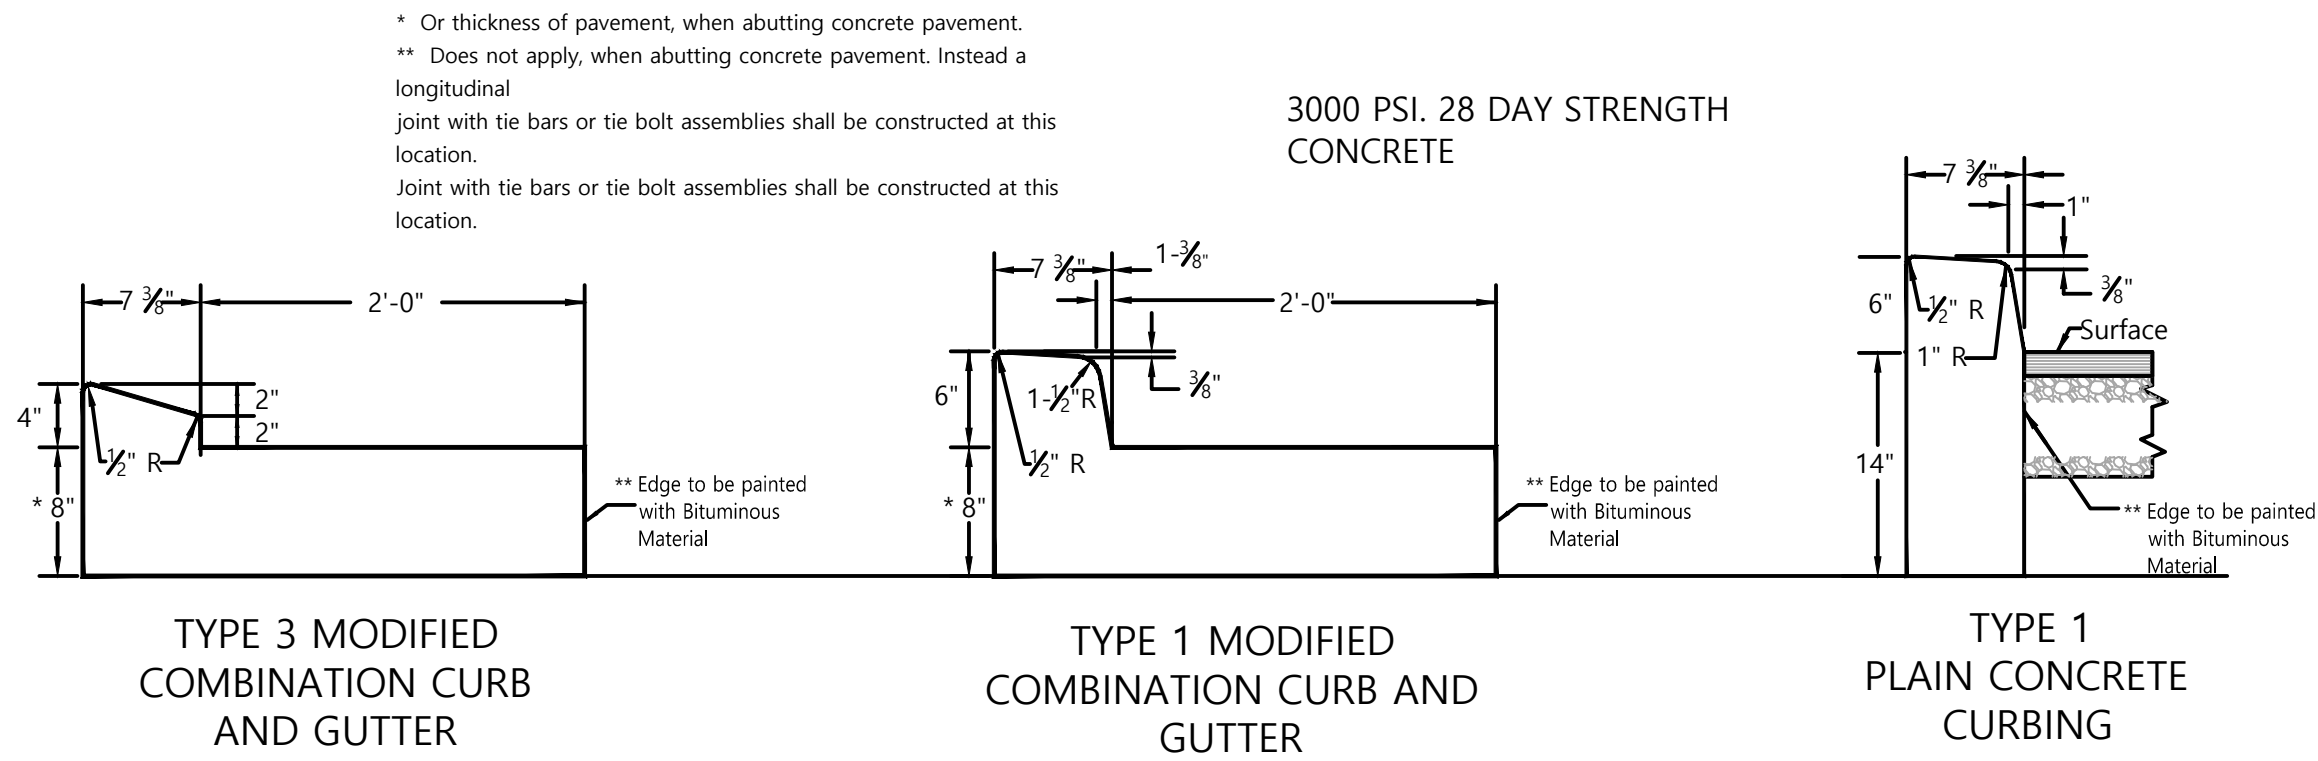 * Or thickness of pavement, when abutting concrete pavement.
** Does not apply, when abutting concrete pavement. Instead a
longitudinal
joint with tie bars or tie bolt assemblies shall be constructed at this
location.
Joint with tie bars or tie bolt assemblies shall be constructed at this
location.
3000 PSI. 28 DAY STRENGTH
CONCRETE
7 3/8"
2'-0"
4"
2"
2"
1/2" R
* 8"
** Edge to be painted
with Bituminous
Material
TYPE 3 MODIFIED
COMBINATION CURB
AND GUTTER
7 3/8"
1-3/8"
2'-0"
6"
3/8"
1-1/2"R
1/2" R
* 8"
** Edge to be painted
with Bituminous
Material
TYPE 1 MODIFIED
COMBINATION CURB AND
GUTTER
7 3/8"
1"
3/8"
6"
1/2" R
Surface
1" R
14"
** Edge to be painted
with Bituminous
Material
TYPE 1
PLAIN CONCRETE
CURBING